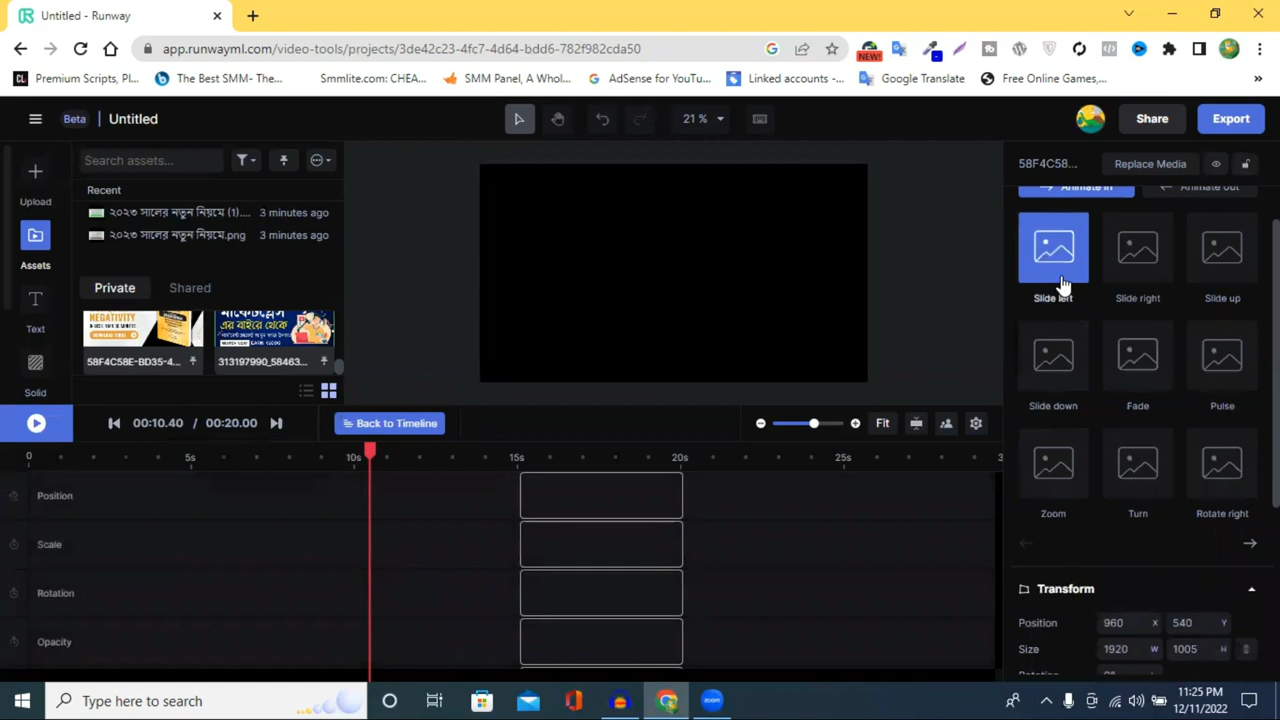 Untitled - Runway
app.runwayml.com/video-tools/projects/3de42c23-4fc7-4d64-bdd6-782f982cda50
NEW!
Premium Scripts, Pl...
The Best SMM- The...
Smmlite.com: CHEA...
SMM Panel, A Whol...
AdSense for YouTu...
Linked accounts -...
Google Translate
Free Online Games,...
»
Beta | Untitled
21 %
Share
Export
Upload
Assets
Text
Solid
Search assets...
Recent
২০২৩ সালের নতুন নিয়মে (1).... 3 minutes ago
২০২৩ সালের নতুন নিয়মে.png 3 minutes ago
Private
Shared
NEGATIVITY
মার্কেটপ্লেস
এর বাইরে থেকে
58F4C58E-BD35-4...
313197990_58463...
58F4C58...
Replace Media
Animate in
Animate out
Slide left
Slide right
Slide up
Slide down
Fade
Pulse
Zoom
Turn
Rotate right
Transform
Position 960 X 540 Y
Size 1920 W 1005 H
00:10.40 / 00:20.00
Back to Timeline
Fit
0 5s 10s 15s 20s 25s
Position
Scale
Rotation
Opacity
Type here to search
11:25 PM
12/11/2022